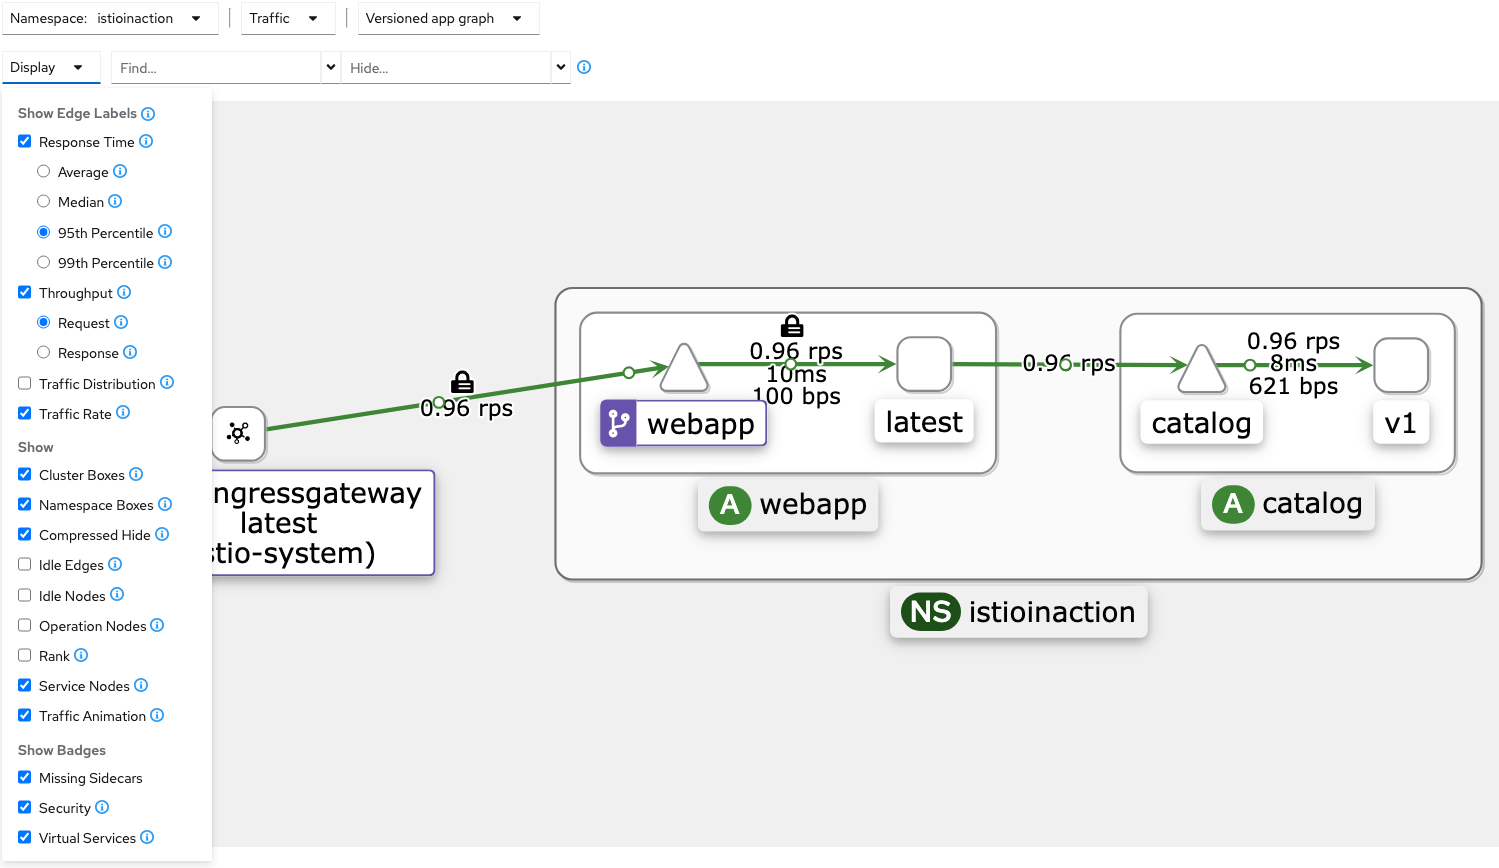 Namespace: istioinaction
Traffic
Versioned app graph
Display
Find...
Hide...
Show Edge Labels
Response Time
Average
Median
95th Percentile
99th Percentile
Throughput
Request
Response
Traffic Distribution
Traffic Rate
Show
Cluster Boxes
Namespace Boxes
Compressed Hide
Idle Edges
Idle Nodes
Operation Nodes
Rank
Service Nodes
Traffic Animation
Show Badges
Missing Sidecars
Security
Virtual Services
0.96 rps
ngressgateway
latest
stio-system)
0.96 rps
10ms
100 bps
webapp
latest
A webapp
0.96 rps
0.96 rps
8ms
621 bps
catalog
v1
A catalog
NS istioinaction